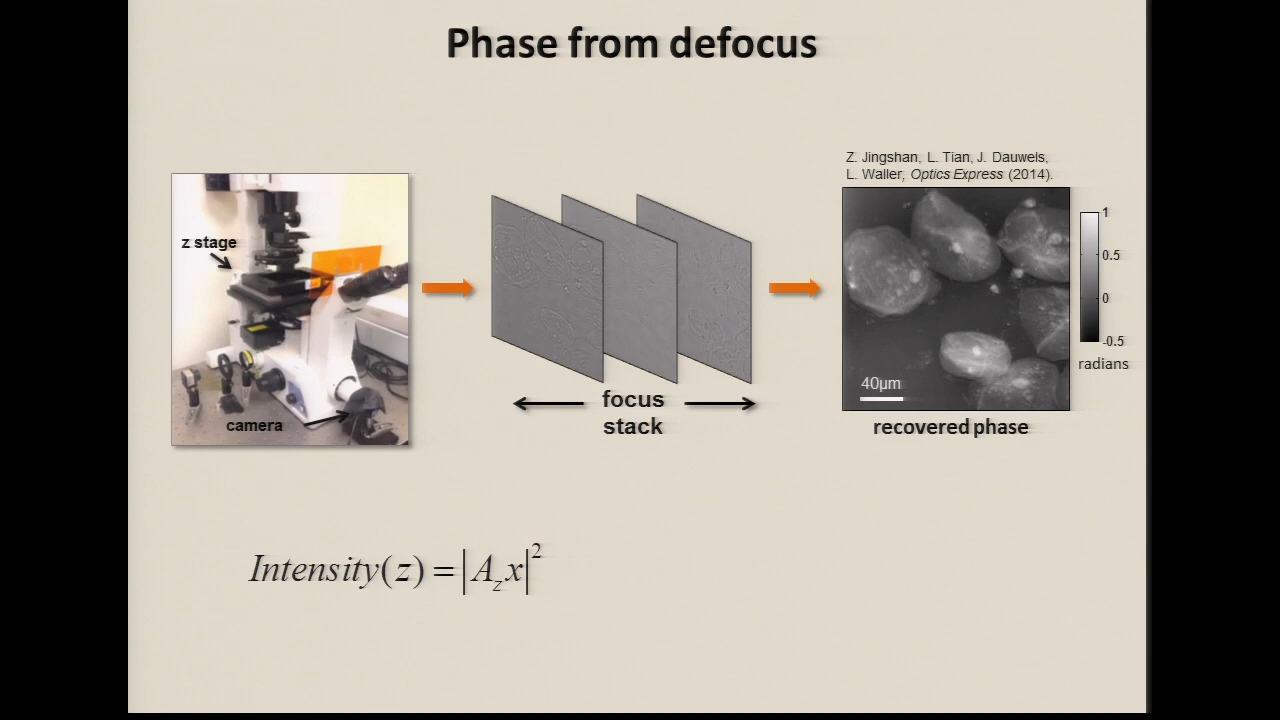 Phase from defocus
Z. Jingshan, L. Tian, J. Dauwels,
L. Waller, Optics Express (2014).
z stage
camera
focus
stack
1
0.5
0
-0.5
radians
40µm
recovered phase
Intensity(z) = |A_z x|^2